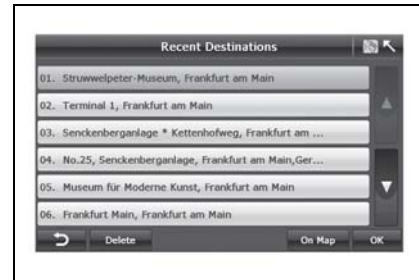 Recent Destinations
01. Struwwelpeter-Museum, Frankfurt am Main
02. Terminal 1, Frankfurt am Main
03. Senckenberganlage * Kettenhofweg, Frankfurt am ...
04. No.25, Senckenberganlage, Frankfurt am Main,Ger...
05. Museum für Moderne Kunst, Frankfurt am Main
06. Frankfurt Main, Frankfurt am Main
Delete On Map OK